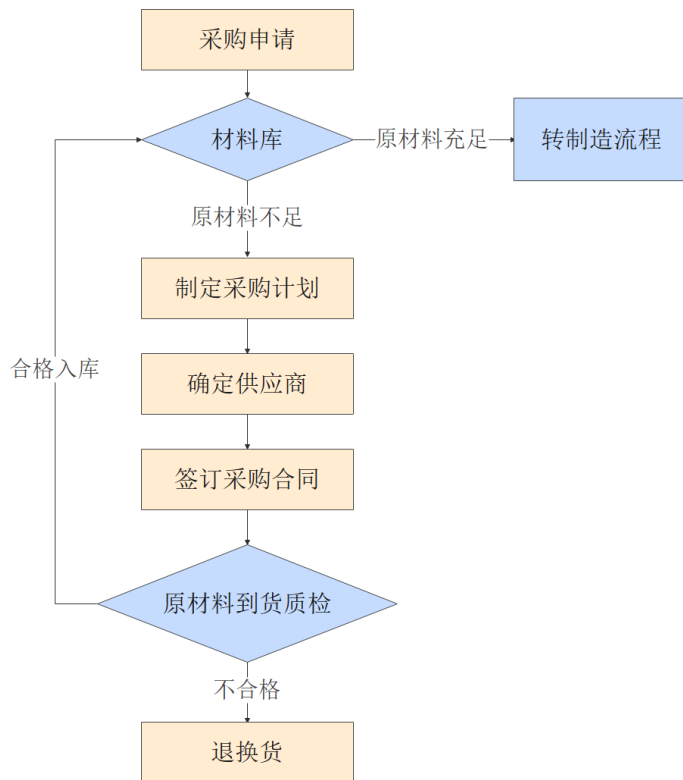 采购申请
材料库
原材料充足
转制造流程
原材料不足
制定采购计划
合格入库
确定供应商
签订采购合同
原材料到货质检
不合格
退换货